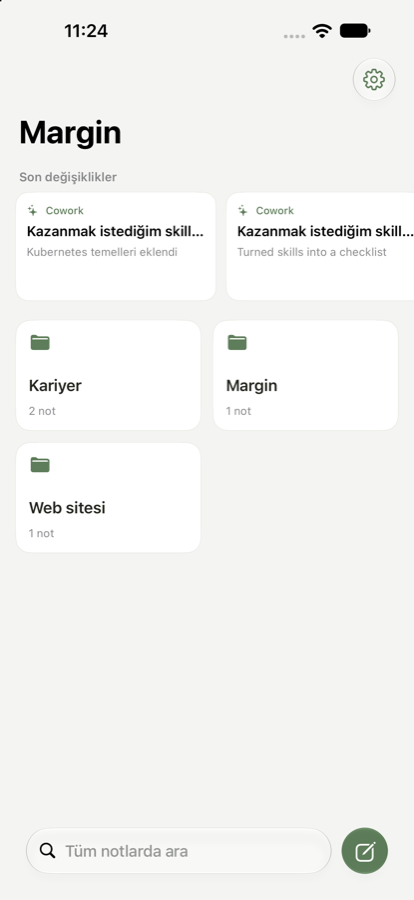 11:24
Margin
Son değişiklikler
Cowork
Kazanmak istediğim skill...
Kubernetes temelleri eklendi
Cowork
Kazanmak istediğim skill...
Turned skills into a checklist
Kariyer
2 not
Margin
1 not
Web sitesi
1 not
Tüm notlarda ara